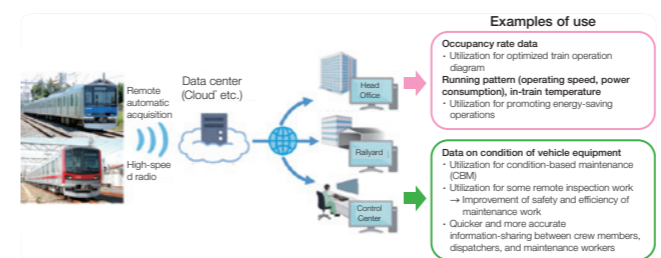 Examples of use
Remote
automatic
acquisition
High-spee
d radio
Data center
(Cloud etc.)
Head
Office
Railyard
Control
Center
Occupancy rate data
・Utilization for optimized train operation
diagram
Running pattern (operating speed, power
consumption), in-train temperature
・Utilization for promoting energy-saving
operations
Data on condition of vehicle equipment
・Utilization for condition-based maintenance
(CBM)
・Utilization for some remote inspection work
→ Improvement of safety and efficiency of
maintenance work
・Quicker and more accurate
information-sharing between crew members,
dispatchers, and maintenance workers